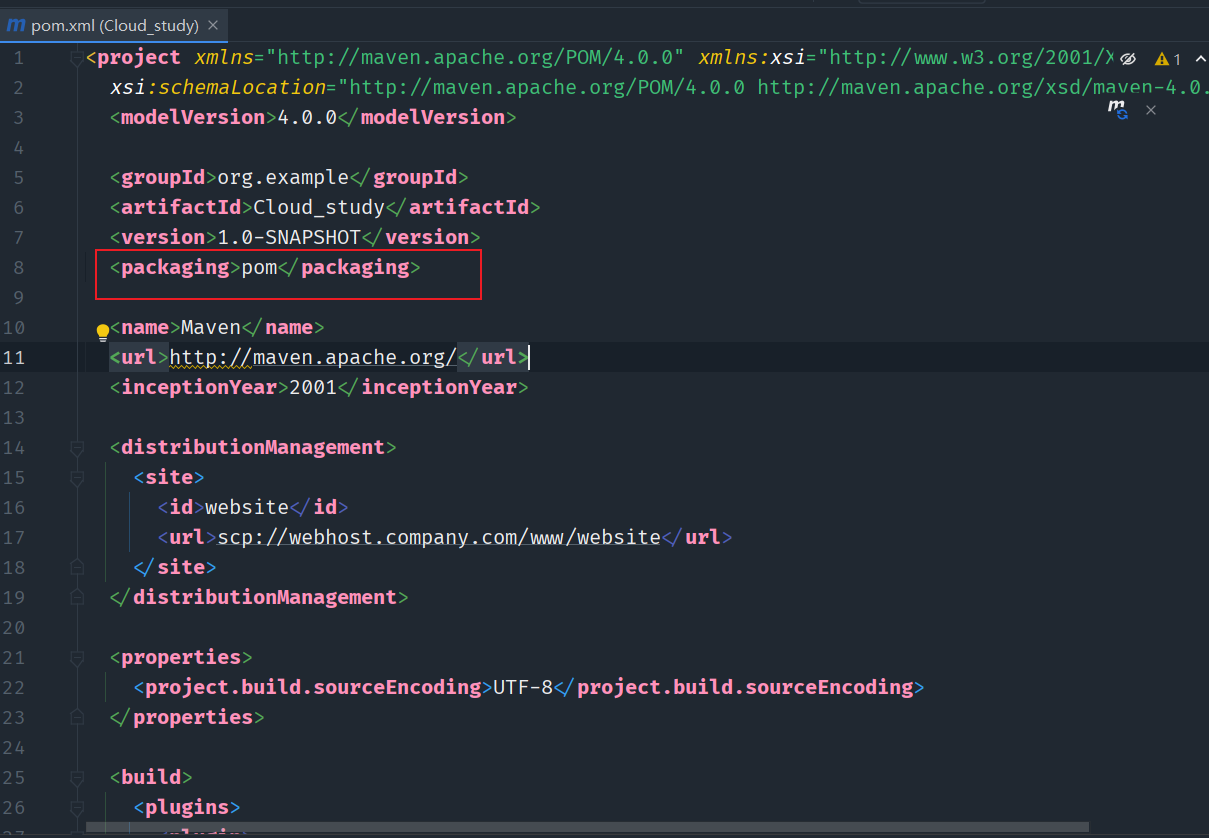 pom.xml (Cloud_study)
1 <project xmlns="http://maven.apache.org/POM/4.0.0" xmlns:xsi="http://www.w3.org/2001/X 1
2 xsi:schemaLocation="http://maven.apache.org/POM/4.0.0 http://maven.apache.org/xsd/maven-4.0.
3 <modelVersion>4.0.0</modelVersion>
4
5 <groupId>org.example</groupId>
6 <artifactId>Cloud_study</artifactId>
7 <version>1.0-SNAPSHOT</version>
8 <packaging>pom</packaging>
9
10 <name>Maven</name>
11 <url>http://maven.apache.org/</url>
12 <inceptionYear>2001</inceptionYear>
13
14 <distributionManagement>
15 <site>
16 <id>website</id>
17 <url>scp://webhost.company.com/www/website</url>
18 </site>
19 </distributionManagement>
20
21 <properties>
22 <project.build.sourceEncoding>UTF-8</project.build.sourceEncoding>
23 </properties>
24
25 <build>
26 <plugins>